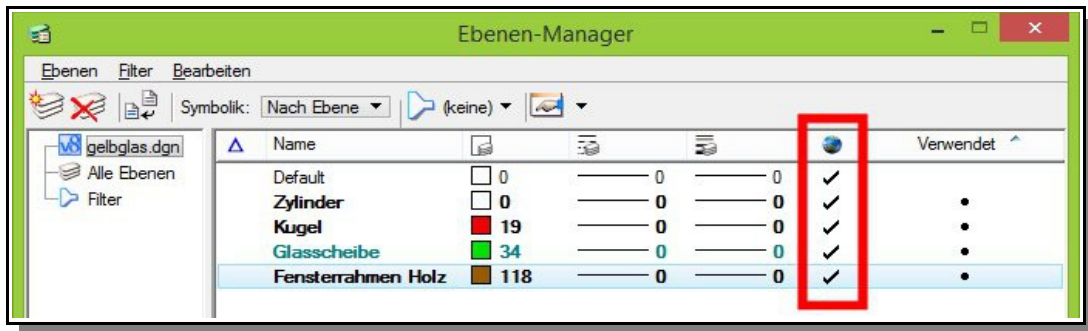 Ebenen-Manager
Ebenen Filter Bearbeiten
Symbolik: Nach Ebene (keine)
V8 gelbglas.dgn
Alle Ebenen
Filter
Name Verwendet
Default 0 0 0
Zylinder 0 0 0
Kugel 19 0 0
Glasscheibe 34 0 0
Fensterrahmen Holz 118 0 0